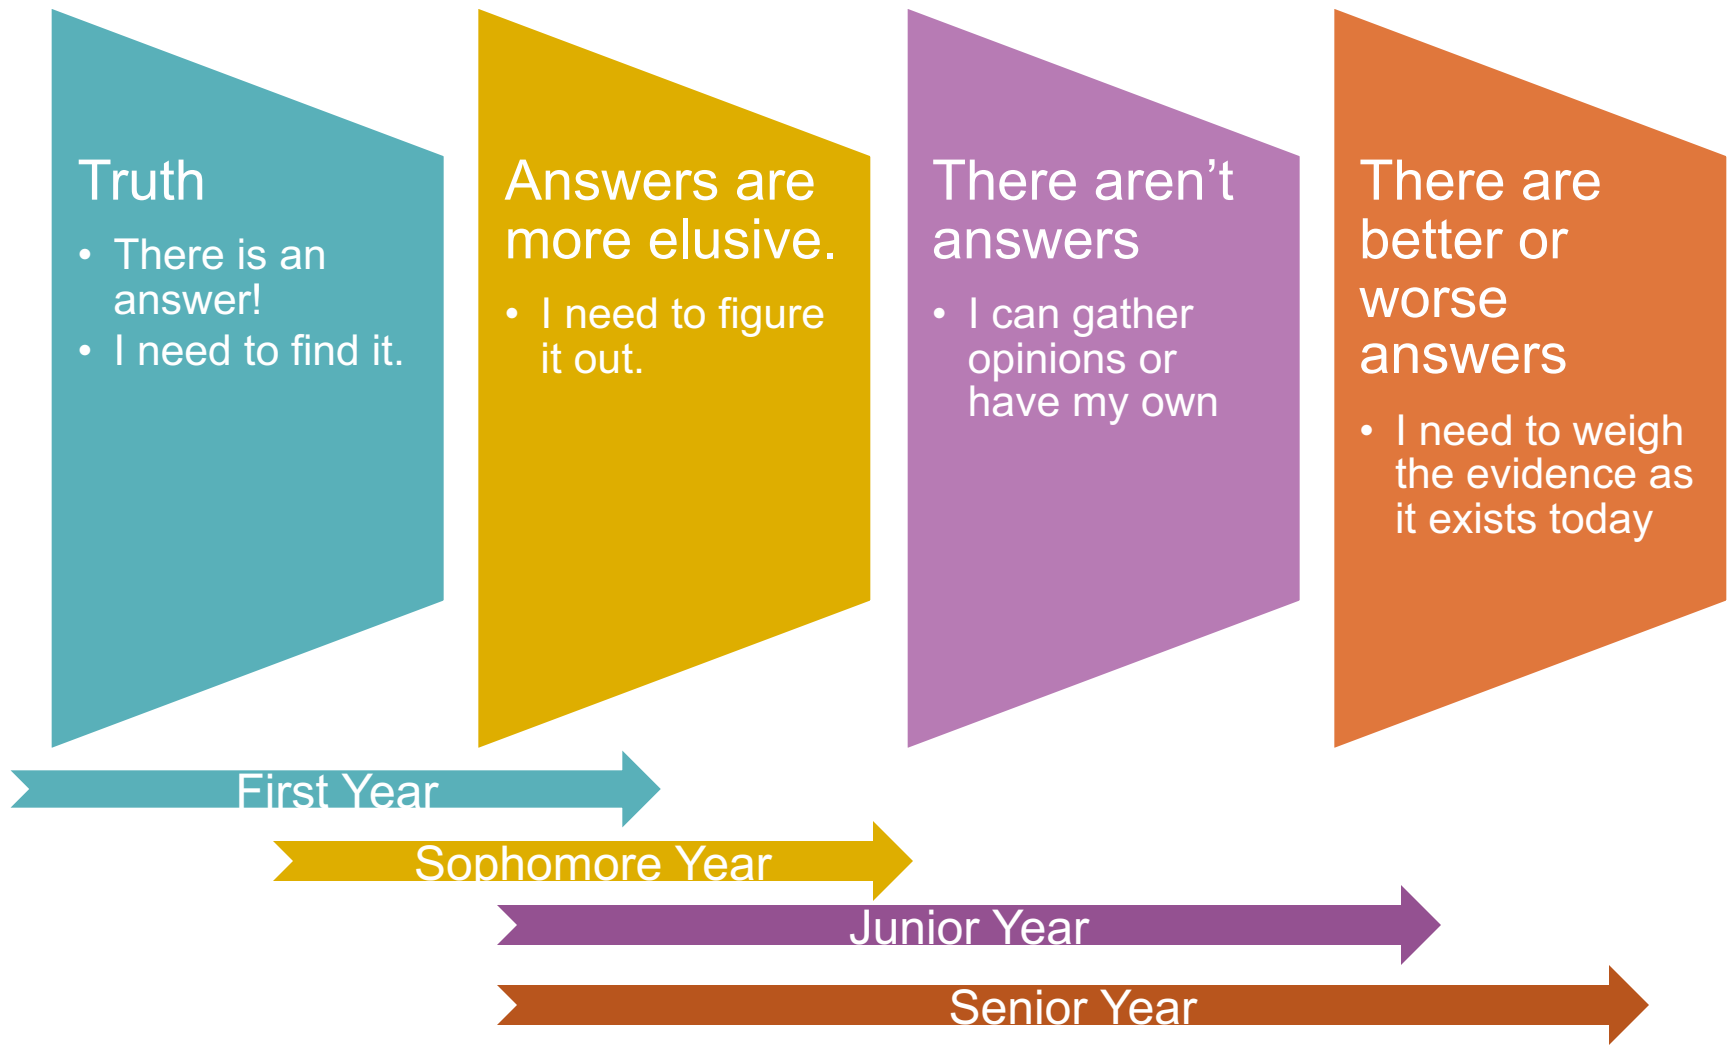 Truth
• There is an
answer!
• I need to find it.
Answers are
more elusive.
• I need to figure
it out.
There aren’t
answers
• I can gather
opinions or
have my own
There are
better or
worse
answers
• I need to weigh
the evidence as
it exists today
First Year
Sophomore Year
Junior Year
Senior Year